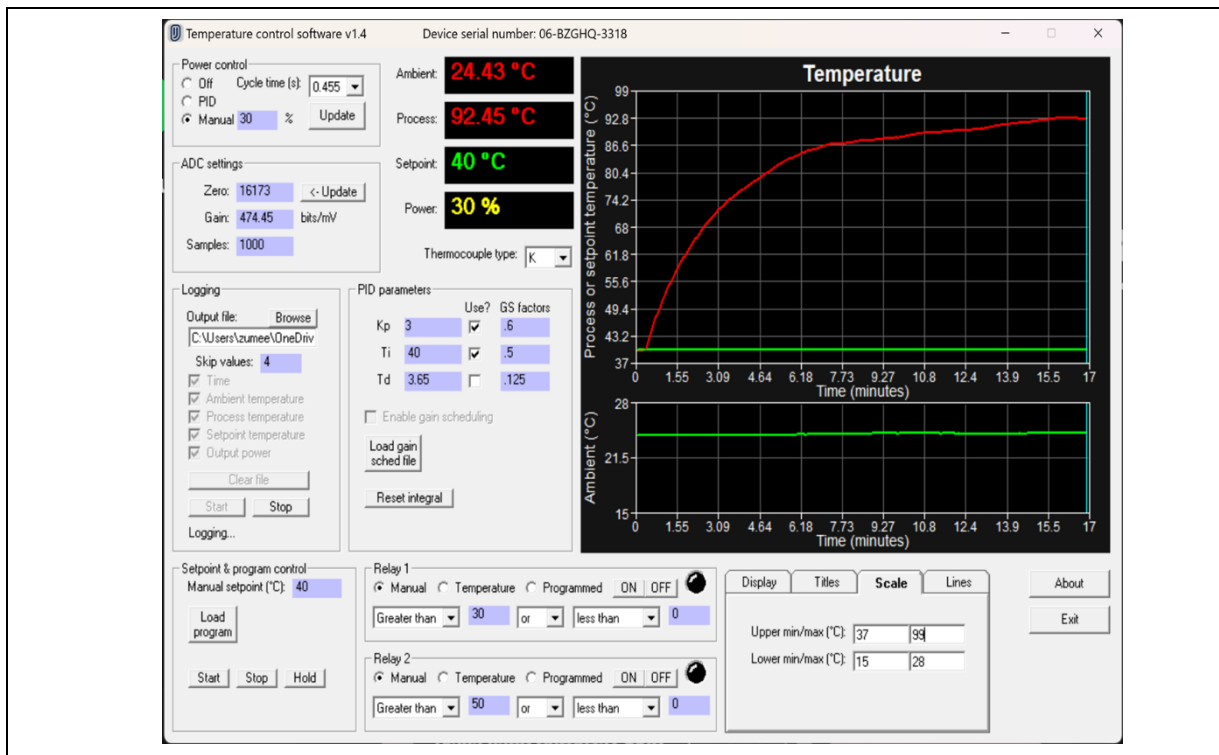 Temperature control software v1.4 Device serial number: 06-BZGHQ-3318
Power control
Off Cycle time (s): 0.455
PID
Manual 30 % Update
Ambient: 24.43 °C
Process: 92.45 °C
Setpoint: 40 °C
Power: 30 %
Thermocouple type: K
ADC settings
Zero: 16173 <- Update
Gain: 474.45 bits/mV
Samples: 1000
Logging
Output file: Browse
C:\Users\zumee\OneDriv
Skip values: 4
Time
Ambient temperature
Process temperature
Setpoint temperature
Output power
Clear file
Start Stop
Logging...
PID parameters
Use? GS factors
Kp 3 .6
Ti 40 .5
Td 3.65 .125
Enable gain scheduling
Load gain
sched file
Reset integral
Temperature
Process or setpoint temperature (°C)
99
92.8
86.6
80.4
74.2
68
61.8
55.6
49.4
43.2
37
0 1.55 3.09 4.64 6.18 7.73 9.27 10.8 12.4 13.9 15.5 17
Time (minutes)
Ambient (°C)
28
21.5
15
0 1.55 3.09 4.64 6.18 7.73 9.27 10.8 12.4 13.9 15.5 17
Time (minutes)
Setpoint & program control
Manual setpoint (°C): 40
Load
program
Start Stop Hold
Relay 1
Manual Temperature Programmed ON OFF
Greater than 30 or less than 0
Relay 2
Manual Temperature Programmed ON OFF
Greater than 50 or less than 0
Display Titles Scale Lines
Upper min/max (°C): 37 99
Lower min/max (°C): 15 28
About
Exit